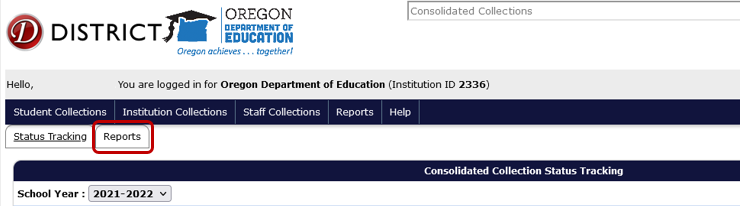 Consolidated Collections
DISTRICT
OREGON
DEPARTMENT OF
EDUCATION
Oregon achieves . . . together!
Hello, You are logged in for Oregon Department of Education (Institution ID 2336)
Student Collections Institution Collections Staff Collections Reports Help
Status Tracking Reports
Consolidated Collection Status Tracking
School Year : 2021-2022